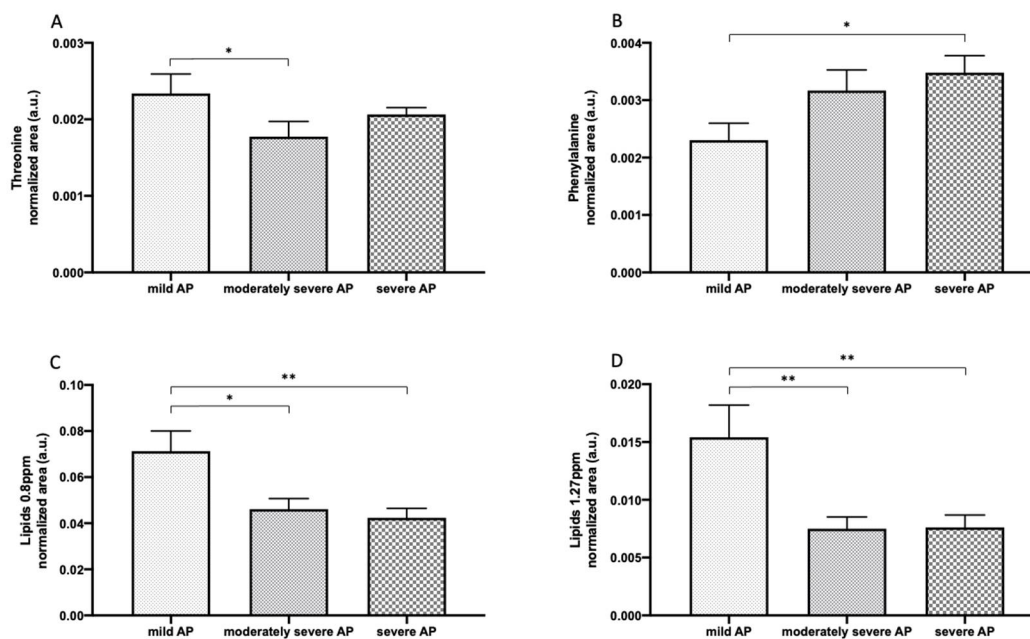 A
Threonine
normalized area (a.u.)
0.003
0.002
0.001
0.000
*
mild AP
moderately severe AP
severe AP
B
Phenylalanine
normalized area (a.u.)
0.004
0.003
0.002
0.001
0.000
*
mild AP
moderately severe AP
severe AP
C
Lipids 0.8ppm
normalized area (a.u.)
0.10
0.08
0.06
0.04
0.02
0.00
**
*
mild AP
moderately severe AP
severe AP
D
Lipids 1.27ppm
normalized area (a.u.)
0.020
0.015
0.010
0.005
0.000
**
**
mild AP
moderately severe AP
severe AP